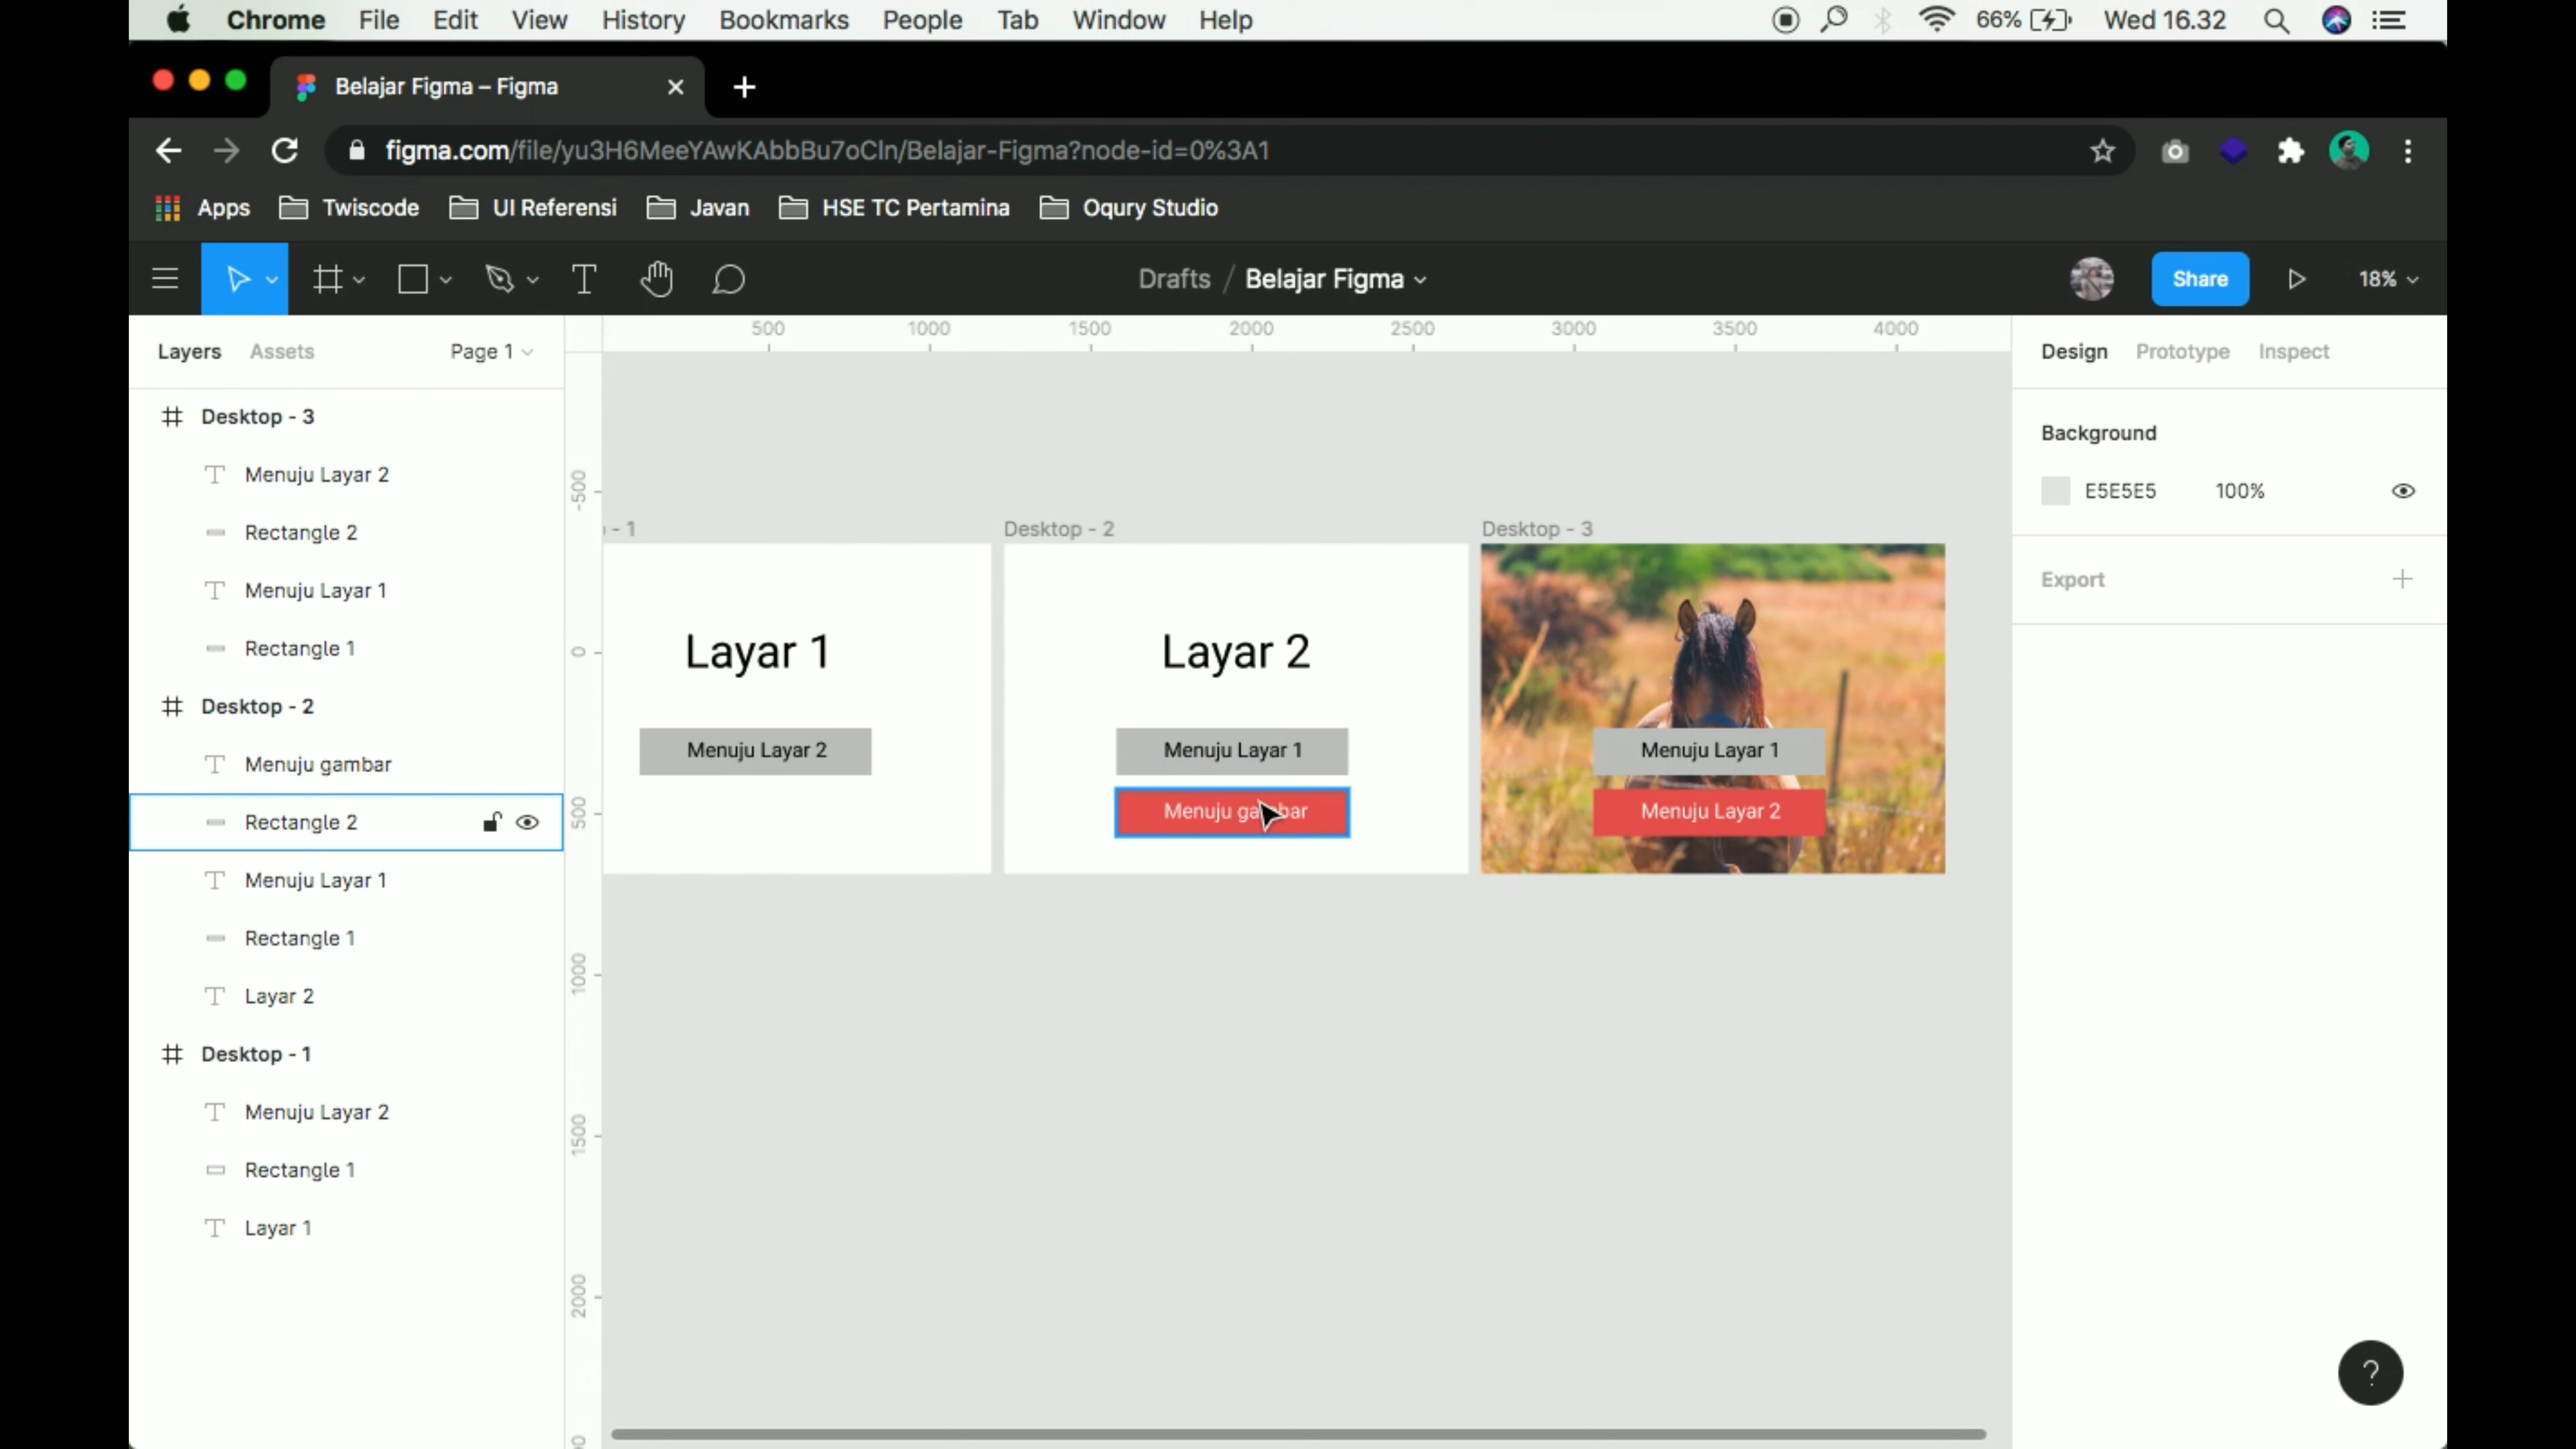 Chrome File Edit View History Bookmarks People Tab Window Help 66% Wed 16.32
Belajar Figma – Figma
figma.com/file/yu3H6MeeYAwKAbbBu7oCln/Belajar-Figma?node-id=0%3A1
Apps Twiscode UI Referensi Javan HSE TC Pertamina Oqury Studio
Drafts / Belajar Figma Share 18%
Layers Assets Page 1
500 1000 1500 2000 2500 3000 3500 4000
Design Prototype Inspect
Desktop - 3
Menuju Layar 2
Rectangle 2
Menuju Layar 1
Rectangle 1
Desktop - 2
Menuju gambar
Rectangle 2
Menuju Layar 1
Rectangle 1
Layar 2
Desktop - 1
Menuju Layar 2
Rectangle 1
Layar 1
-500
0
500
1000
1500
2000
- 1
Layar 1
Menuju Layar 2
Desktop - 2
Layar 2
Menuju Layar 1
Menuju gambar
Desktop - 3
Menuju Layar 1
Menuju Layar 2
Background
E5E5E5 100%
Export
?